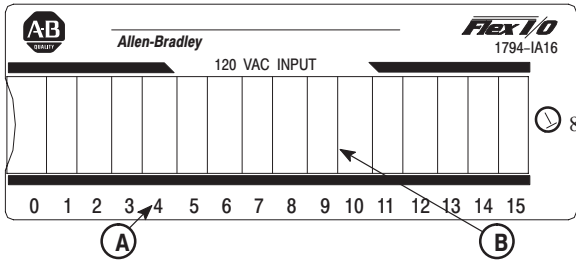 AB QUALITY
Allen-Bradley
Flex I/O
1794-IA16
120 VAC INPUT
8
0 1 2 3 4 5 6 7 8 9 10 11 12 13 14 15
A B